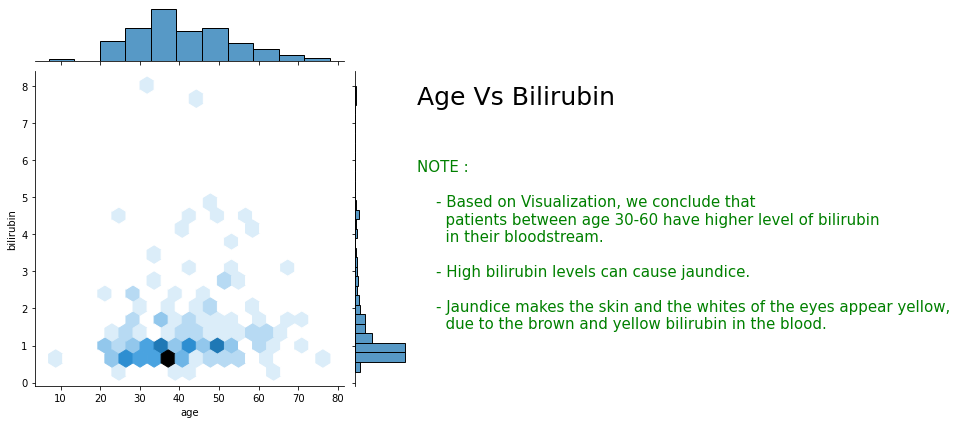 Age Vs Bilirubin
NOTE :
- Based on Visualization, we conclude that
patients between age 30-60 have higher level of bilirubin
in their bloodstream.
- High bilirubin levels can cause jaundice.
- Jaundice makes the skin and the whites of the eyes appear yellow,
due to the brown and yellow bilirubin in the blood.
8
7
6
5
4
3
2
1
0
bilirubin
10 20 30 40 50 60 70 80
age